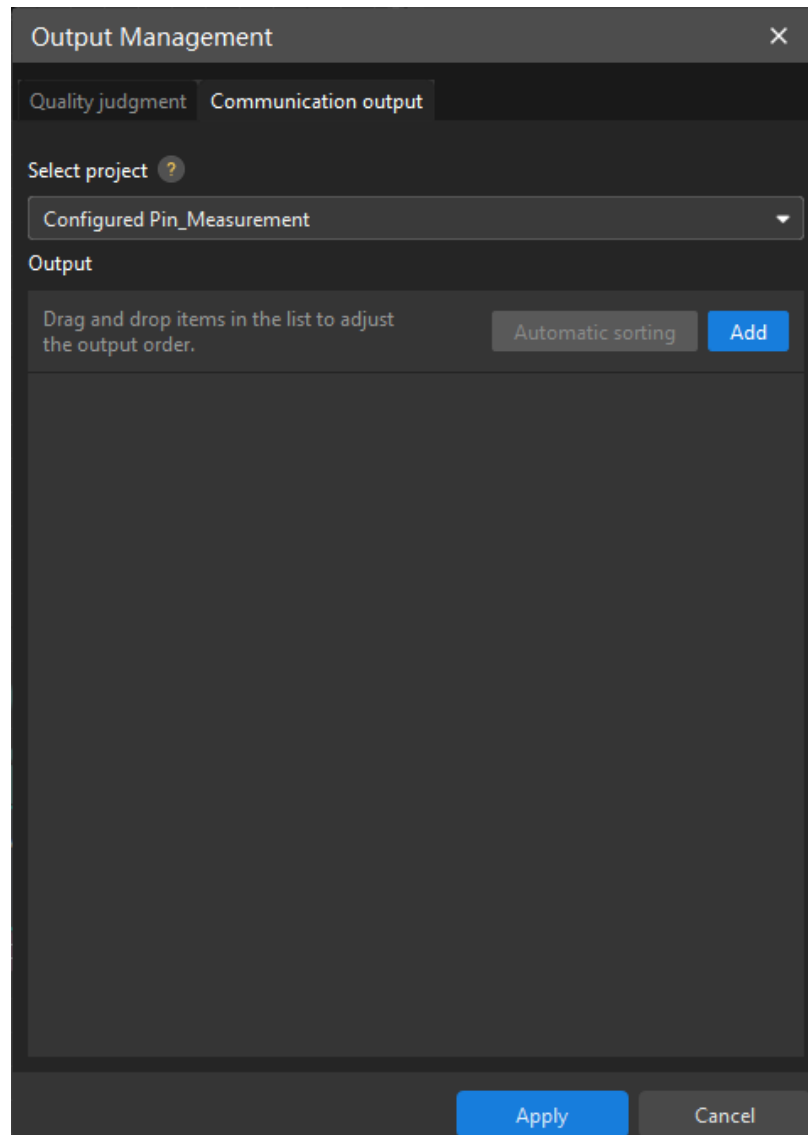 Output Management
Quality judgment
Communication output
Select project ?
Configured Pin_Measurement
Output
Drag and drop items in the list to adjust
the output order.
Automatic sorting
Add
Apply
Cancel